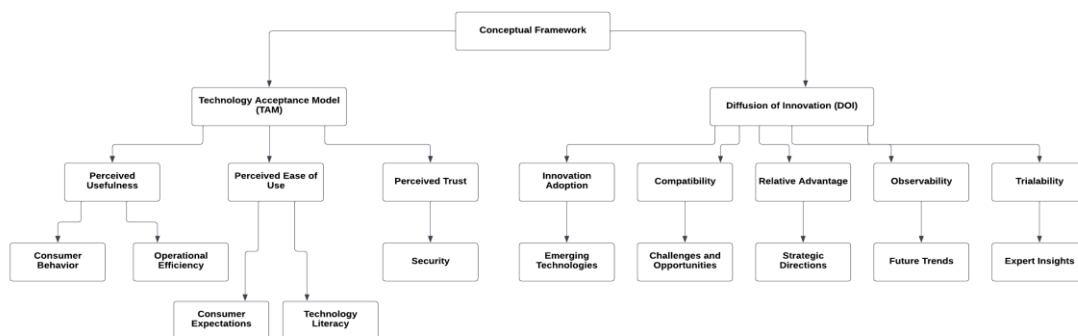 Conceptual Framework
Technology Acceptance Model
(TAM)
Diffusion of Innovation (DOI)
Perceived
Usefulness
Perceived Ease of
Use
Perceived Trust
Innovation
Adoption
Compatibility
Relative Advantage
Observability
Trialability
Consumer
Behavior
Operational
Efficiency
Security
Emerging
Technologies
Challenges and
Opportunities
Strategic
Directions
Future Trends
Expert Insights
Consumer
Expectations
Technology
Literacy